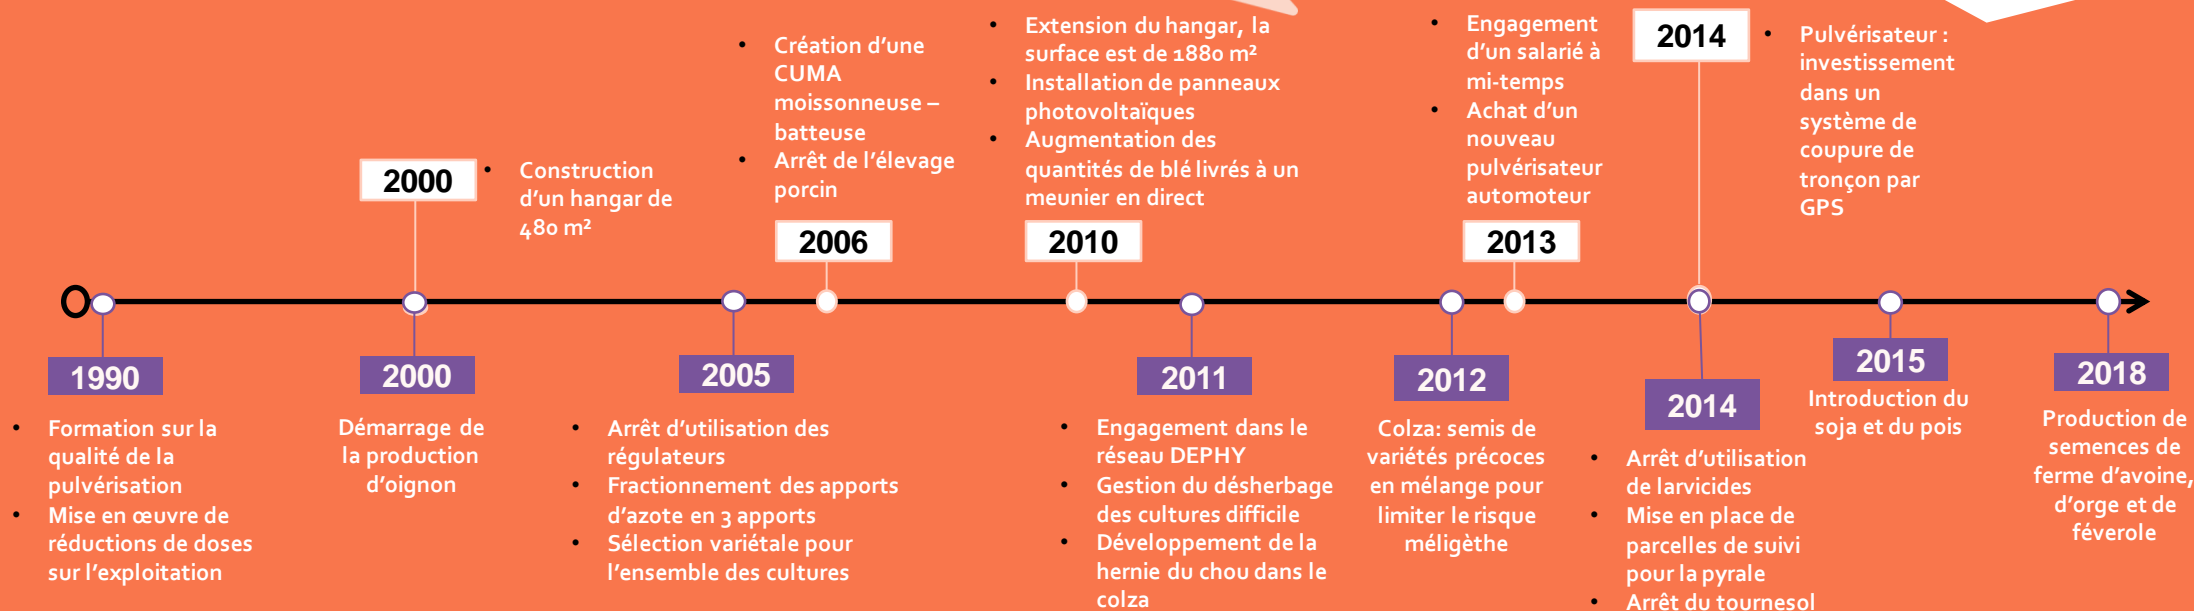 2000
• Construction
d'un hangar de
480 m²
• Création d'une
CUMA
moissonneuse –
batteuse
• Arrêt de l'élevage
porcin
2006
• Extension du hangar, la
surface est de 1880 m²
• Installation de panneaux
photovoltaïques
• Augmentation des
quantités de blé livrés à un
meunier en direct
2010
• Engagement
d'un salarié à
mi-temps
• Achat d'un
nouveau
pulvérisateur
automoteur
2013
2014
• Pulvérisateur :
investissement
dans un
système de
coupure de
tronçon par
GPS
1990
• Formation sur la
qualité de la
pulvérisation
• Mise en œuvre de
réductions de doses
sur l'exploitation
2000
Démarrage de
la production
d'oignon
2005
• Arrêt d'utilisation des
régulateurs
• Fractionnement des apports
d'azote en 3 apports
• Sélection variétale pour
l'ensemble des cultures
2011
• Engagement dans le
réseau DEPHY
• Gestion du désherbage
des cultures difficile
• Développement de la
hernie du chou dans le
colza
2012
Colza: semis de
variétés précoces
en mélange pour
limiter le risque
méligèthe
2014
• Arrêt d'utilisation
de larvicides
• Mise en place de
parcelles de suivi
pour la pyrale
• Arrêt du tournesol
2015
Introduction du
soja et du pois
2018
Production de
semences de
ferme d'avoine,
d'orge et de
féverole